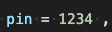 pin = 1234 ,